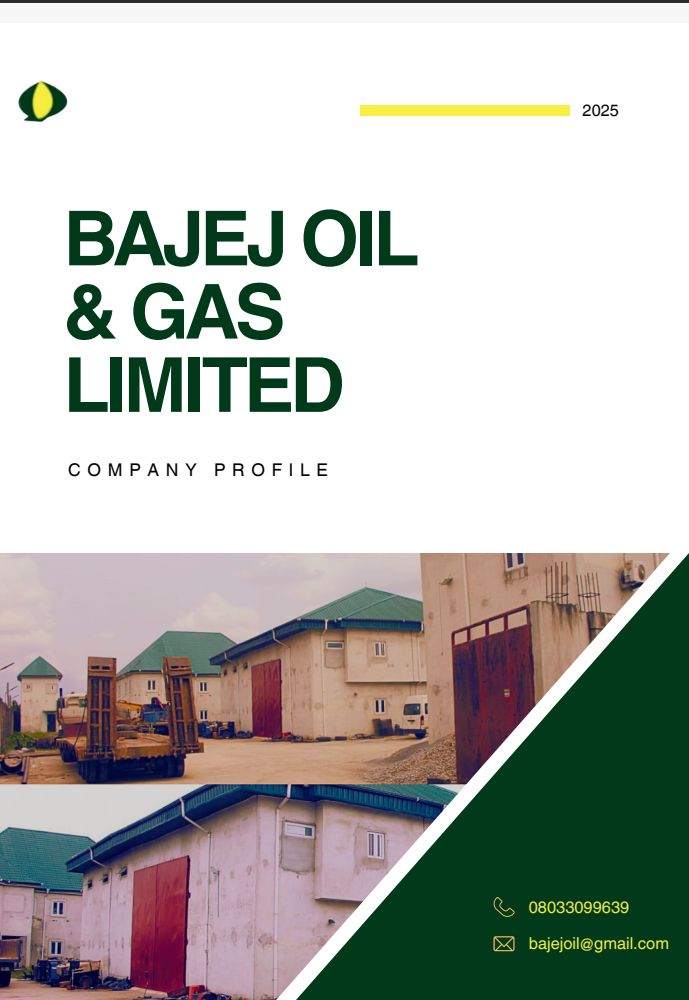 2025
BAJEJ OIL
& GAS
LIMITED
COMPANY PROFILE
08033099639
bajejoil@gmail.com